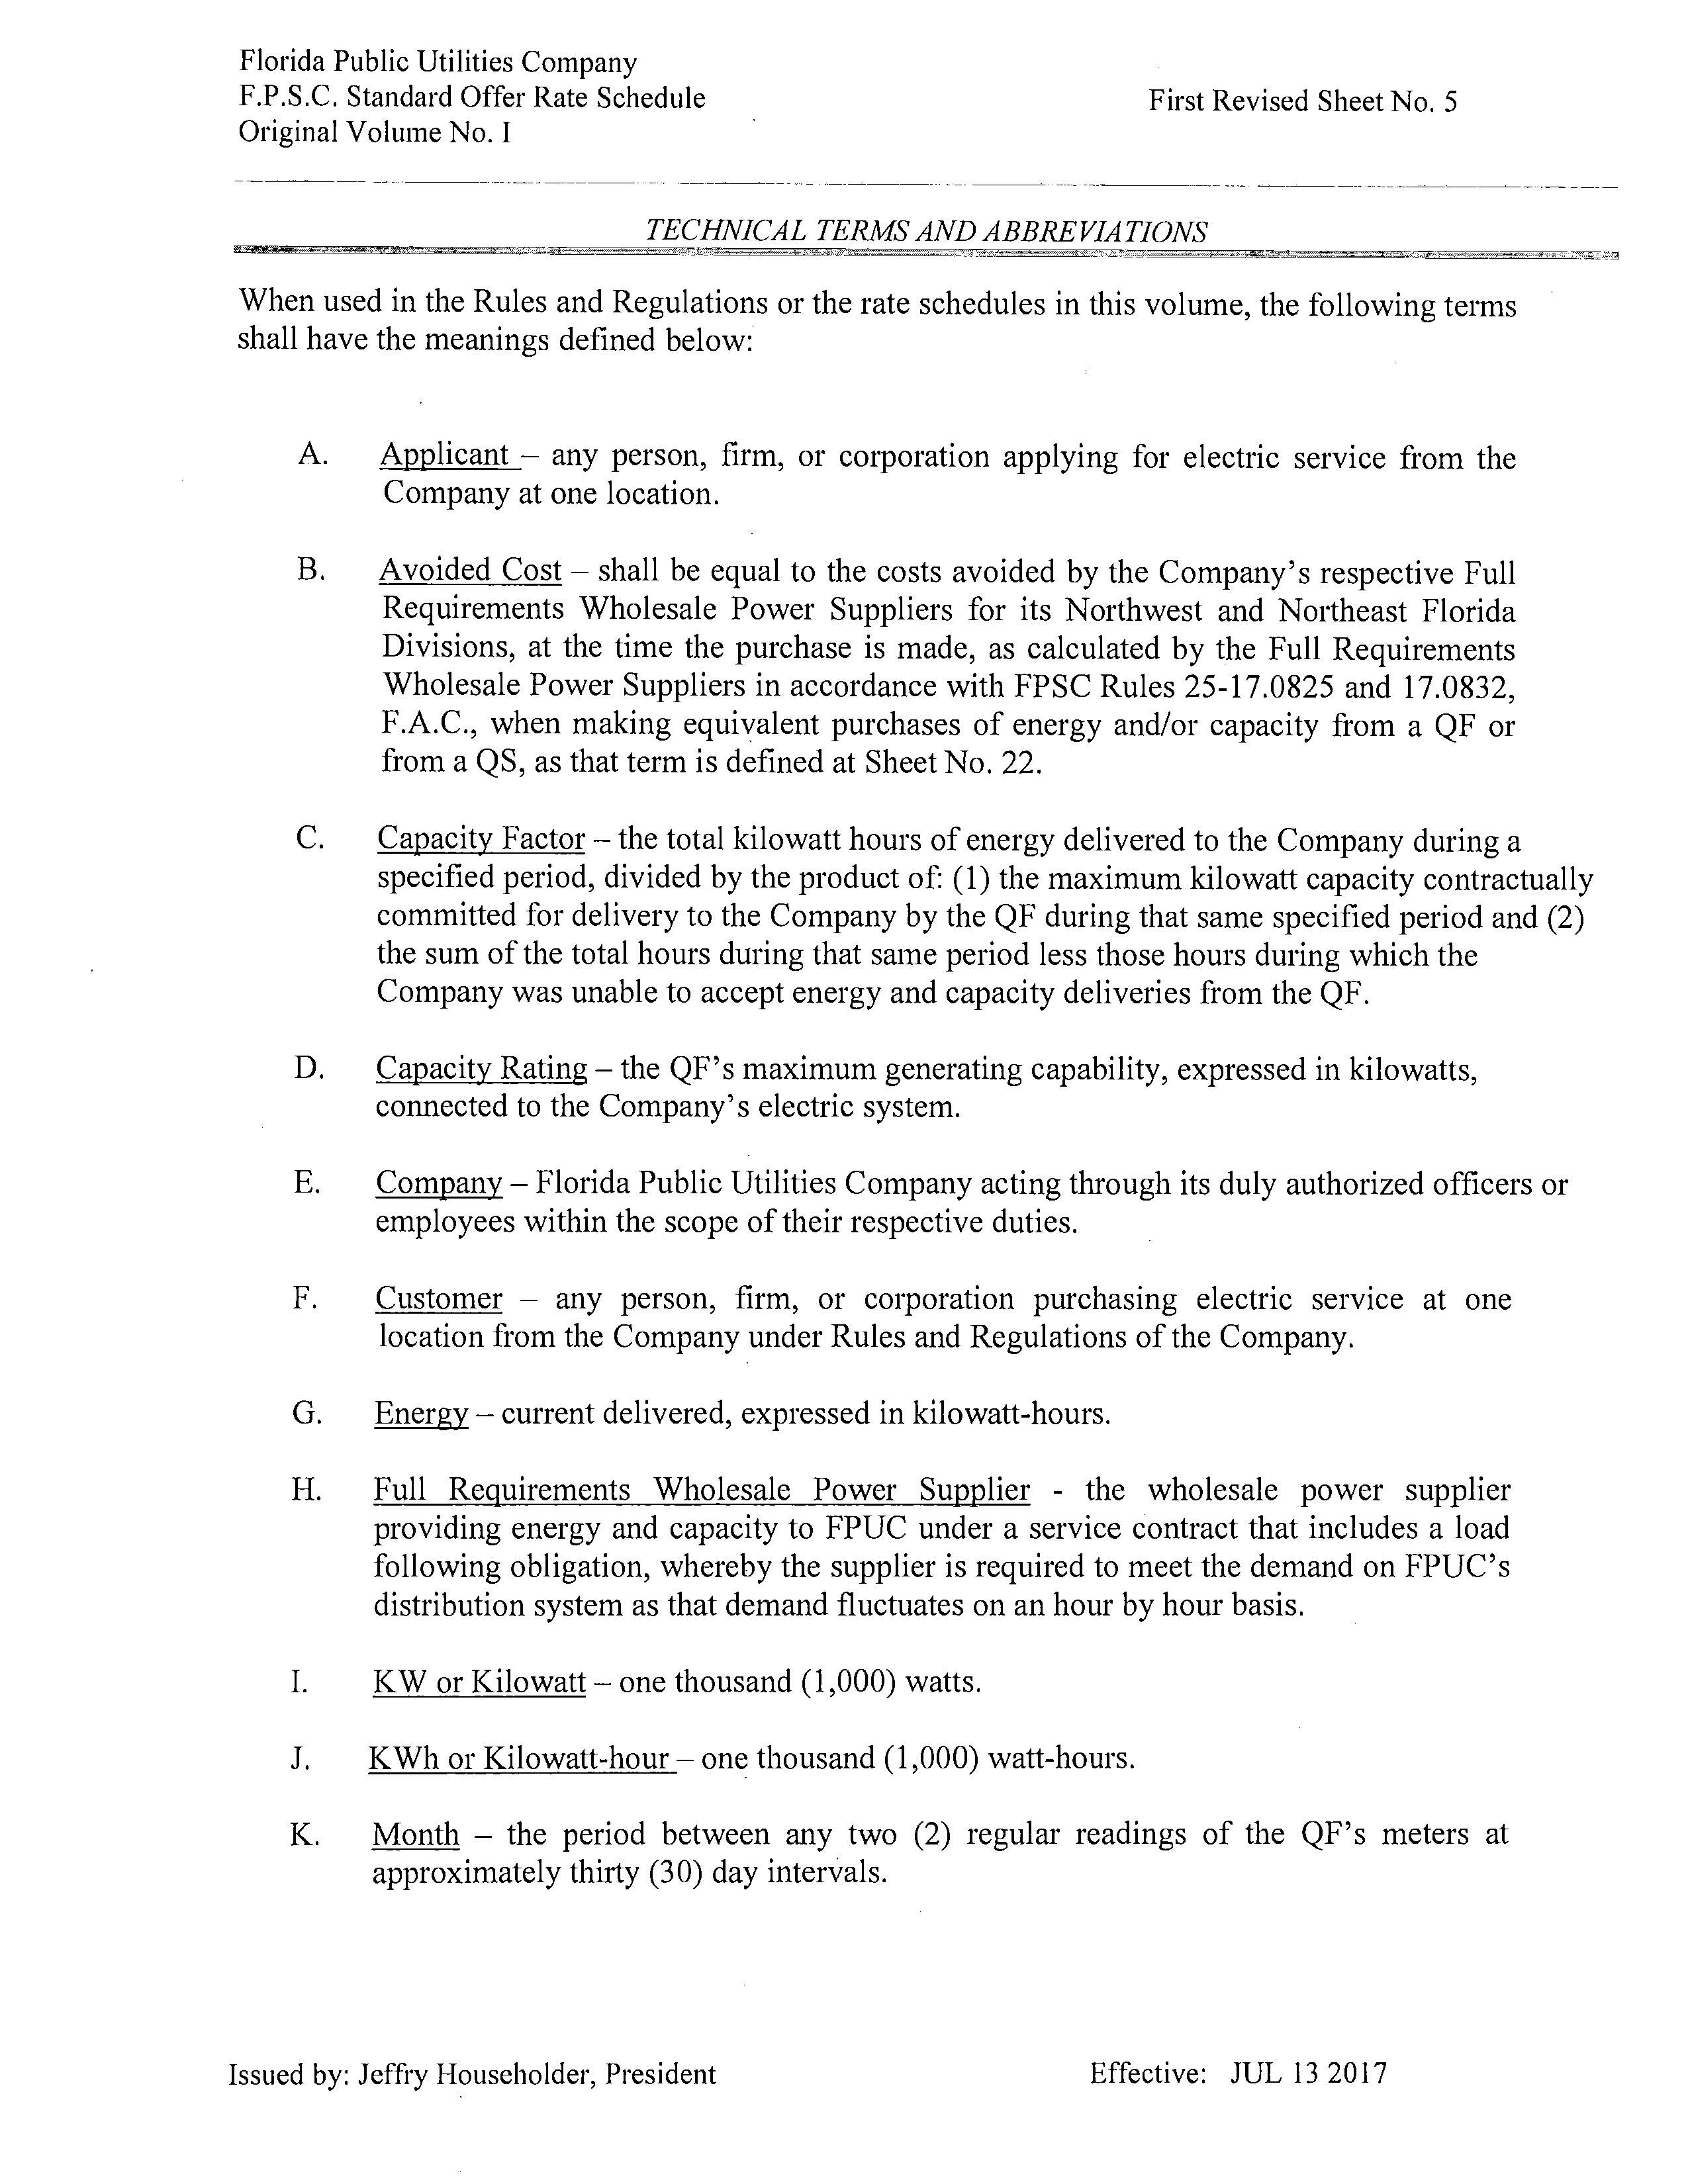 Florida Public Utilities Company
F.P.S.C. Standard Offer Rate Schedule
First Revised Sheet No. 5
Original Volume No. I
TECHNICAL TERMS AND ABBREVIATIONS
When used in the Rules and Regulations or the rate schedules in this volume, the following terms
shall have the meanings defined below:
A. Applicant – any person, firm, or corporation applying for electric service from the
Company at one location.
B. Avoided Cost – shall be equal to the costs avoided by the Company's respective Full
Requirements Wholesale Power Suppliers for its Northwest and Northeast Florida
Divisions, at the time the purchase is made, as calculated by the Full Requirements
Wholesale Power Suppliers in accordance with FPSC Rules 25-17.0825 and 17.0832,
F.A.C., when making equivalent purchases of energy and/or capacity from a QF or
from a QS, as that term is defined at Sheet No. 22.
C. Capacity Factor – the total kilowatt hours of energy delivered to the Company during a
specified period, divided by the product of: (1) the maximum kilowatt capacity contractually
committed for delivery to the Company by the QF during that same specified period and (2)
the sum of the total hours during that same period less those hours during which the
Company was unable to accept energy and capacity deliveries from the QF.
D. Capacity Rating – the QF's maximum generating capability, expressed in kilowatts,
connected to the Company's electric system.
E. Company – Florida Public Utilities Company acting through its duly authorized officers or
employees within the scope of their respective duties.
F. Customer – any person, firm, or corporation purchasing electric service at one
location from the Company under Rules and Regulations of the Company.
G. Energy – current delivered, expressed in kilowatt-hours.
H. Full Requirements Wholesale Power Supplier - the wholesale power supplier
providing energy and capacity to FPUC under a service contract that includes a load
following obligation, whereby the supplier is required to meet the demand on FPUC's
distribution system as that demand fluctuates on an hour by hour basis.
I. KW or Kilowatt – one thousand (1,000) watts.
J. KWh or Kilowatt-hour – one thousand (1,000) watt-hours.
K. Month – the period between any two (2) regular readings of the QF's meters at
approximately thirty (30) day intervals.
Issued by: Jeffry Householder, President
Effective: JUL 13 2017